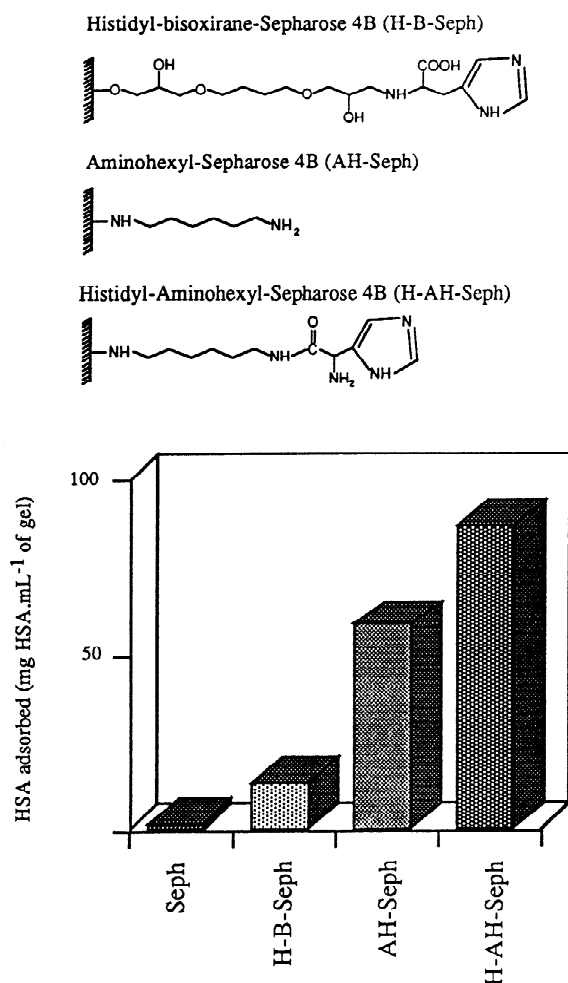 Histidyl-bisoxirane-Sepharose 4B (H-B-Seph)
OH COOH N
O O O NH
OH NH
Aminohexyl-Sepharose 4B (AH-Seph)
NH NH2
Histidyl-Aminohexyl-Sepharose 4B (H-AH-Seph)
O N
NH NH C
NH2 NH
HSA adsorbed (mg HSA.mL-1 of gel)
100
50
Seph
H-B-Seph
AH-Seph
H-AH-Seph